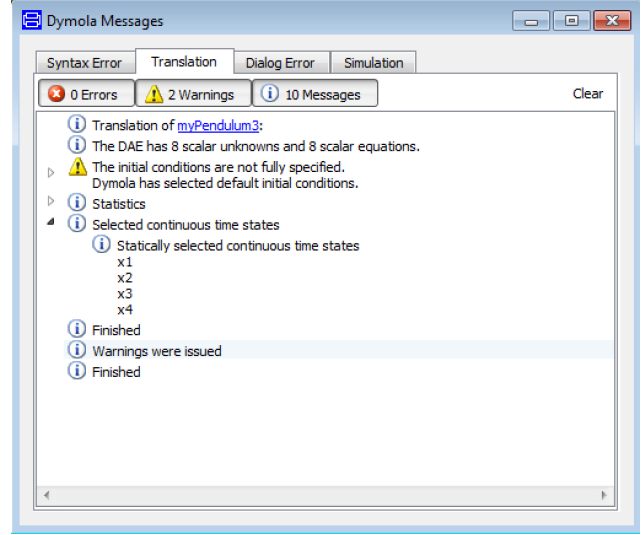 Dymola Messages
Syntax Error Translation Dialog Error Simulation
0 Errors 2 Warnings 10 Messages Clear
Translation of myPendulum3:
The DAE has 8 scalar unknowns and 8 scalar equations.
The initial conditions are not fully specified.
Dymola has selected default initial conditions.
Statistics
Selected continuous time states
Statically selected continuous time states
x1
x2
x3
x4
Finished
Warnings were issued
Finished